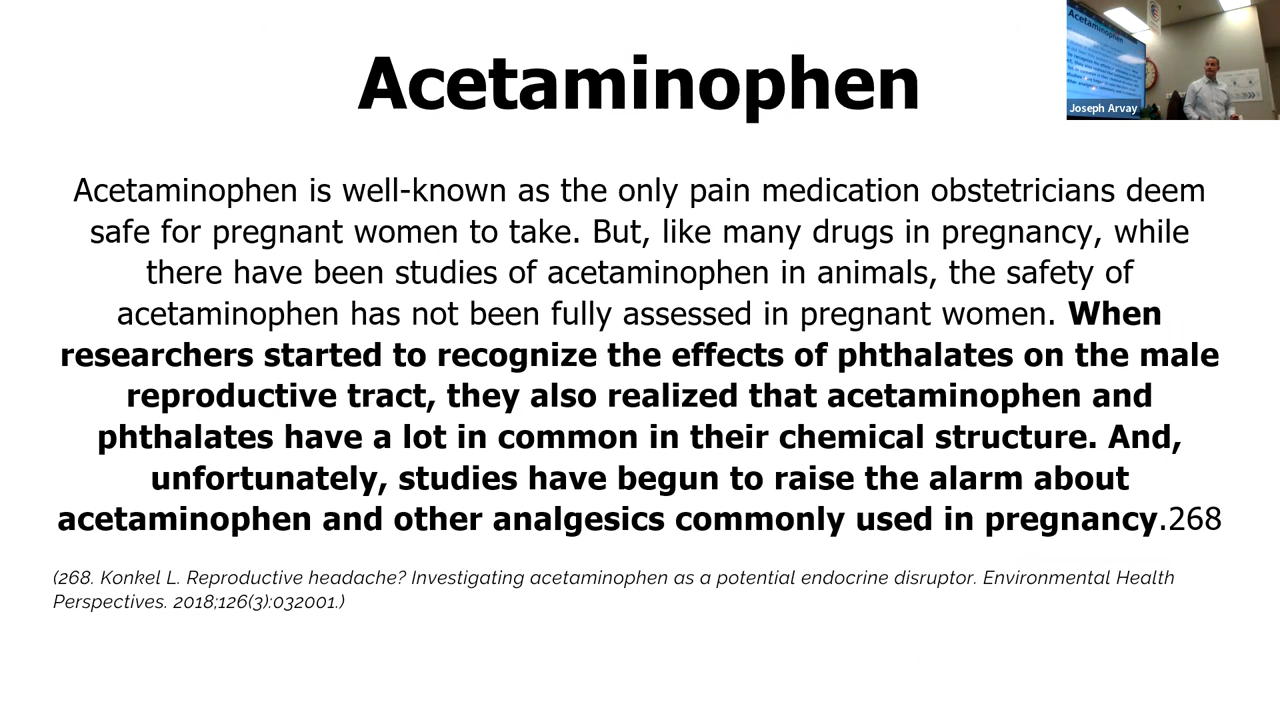 Acetaminophen
Acetaminophen
Joseph Arvay
Acetaminophen is well-known as the only pain medication obstetricians deem
safe for pregnant women to take. But, like many drugs in pregnancy, while
there have been studies of acetaminophen in animals, the safety of
acetaminophen has not been fully assessed in pregnant women. When
researchers started to recognize the effects of phthalates on the male
reproductive tract, they also realized that acetaminophen and
phthalates have a lot in common in their chemical structure. And,
unfortunately, studies have begun to raise the alarm about
acetaminophen and other analgesics commonly used in pregnancy.268
(268. Konkel L. Reproductive headache? Investigating acetaminophen as a potential endocrine disruptor. Environmental Health
Perspectives. 2018;126(3):032001.)